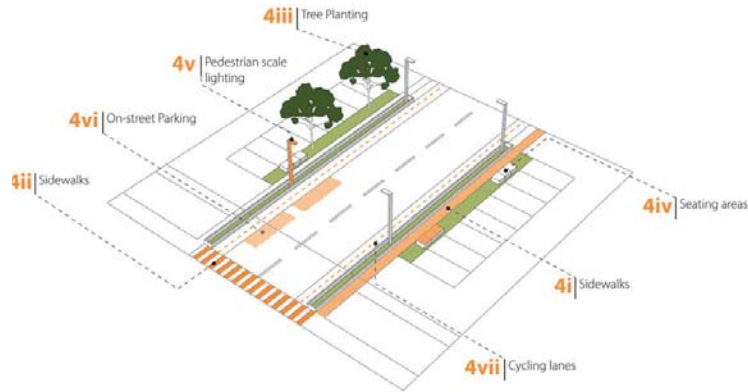 4iii Tree Planting
4v Pedestrian scale
lighting
4vi On-street Parking
4ii Sidewalks
4iv Seating areas
4i Sidewalks
4vii Cycling lanes